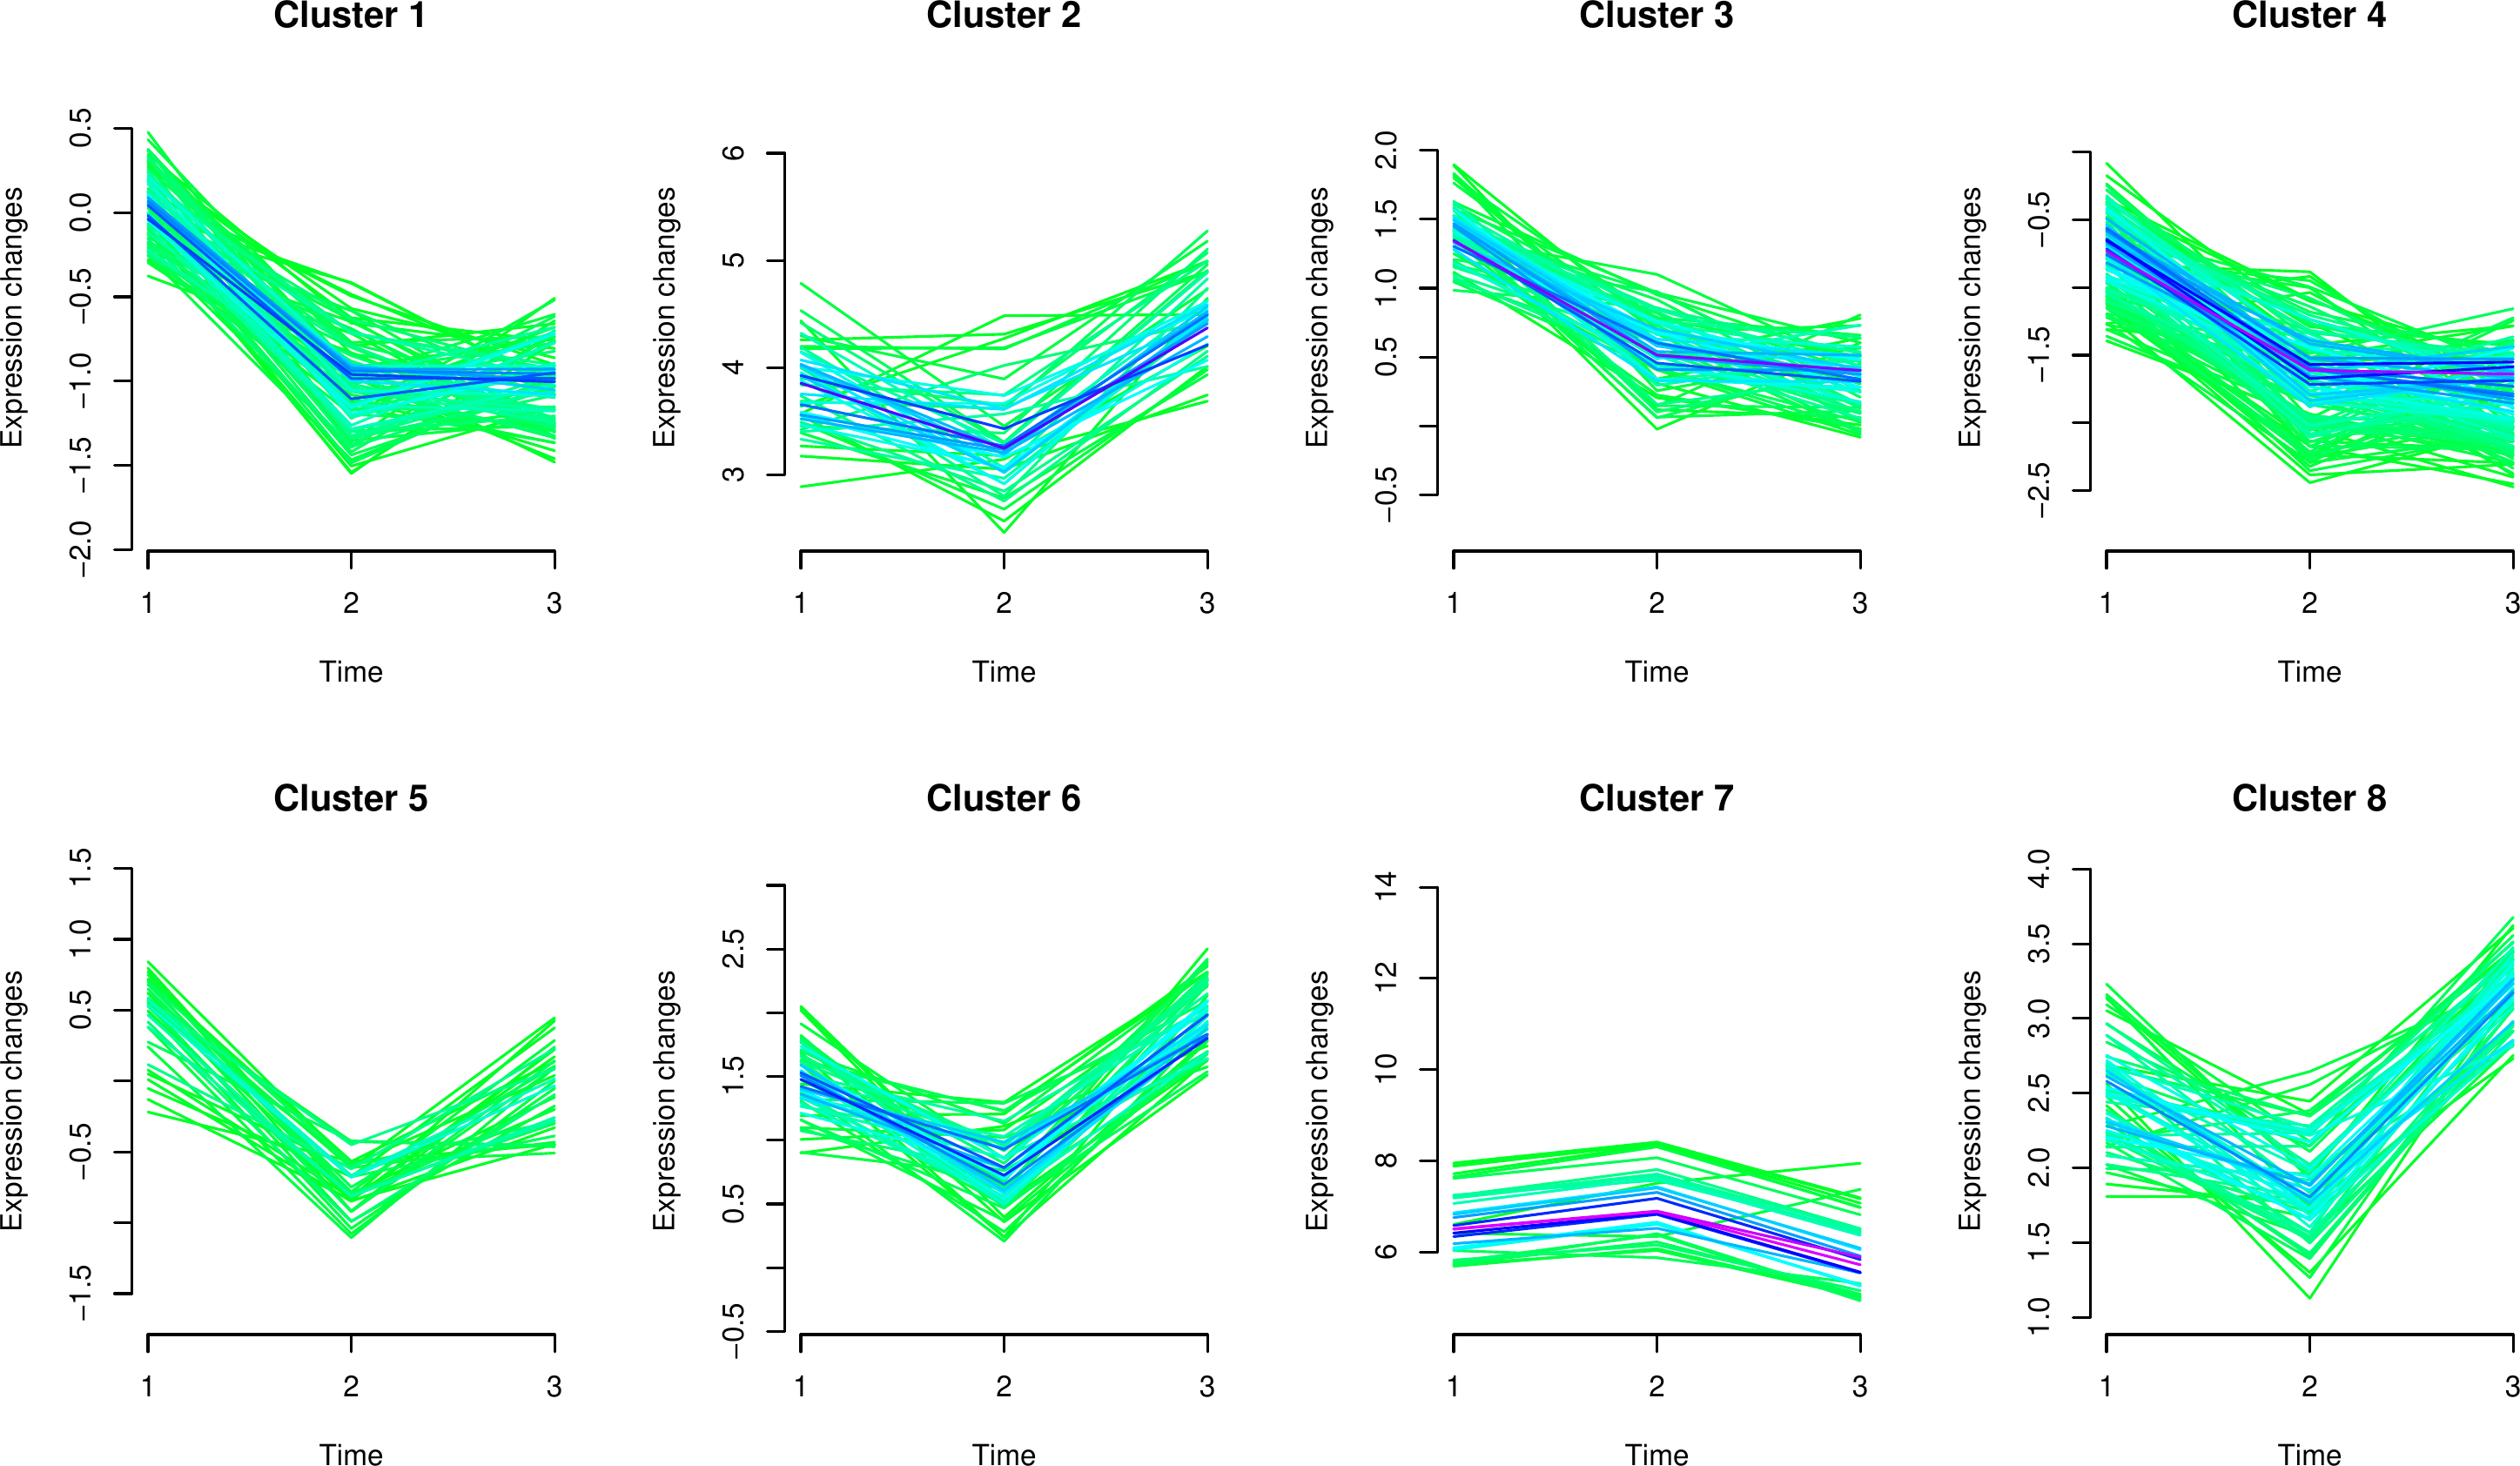 Cluster 1
Expression changes
0.5
0.0
−0.5
−1.0
−1.5
−2.0
1 2 3
Time
Cluster 2
Expression changes
6
5
4
3
1 2 3
Time
Cluster 3
Expression changes
2.0
1.5
1.0
0.5
−0.5
1 2 3
Time
Cluster 4
Expression changes
−0.5
−1.5
−2.5
1 2 3
Time
Cluster 5
Expression changes
1.5
1.0
0.5
−0.5
−1.5
1 2 3
Time
Cluster 6
Expression changes
2.5
1.5
0.5
−0.5
1 2 3
Time
Cluster 7
Expression changes
14
12
10
8
6
1 2 3
Time
Cluster 8
Expression changes
4.0
3.5
3.0
2.5
2.0
1.5
1.0
1 2 3
Time